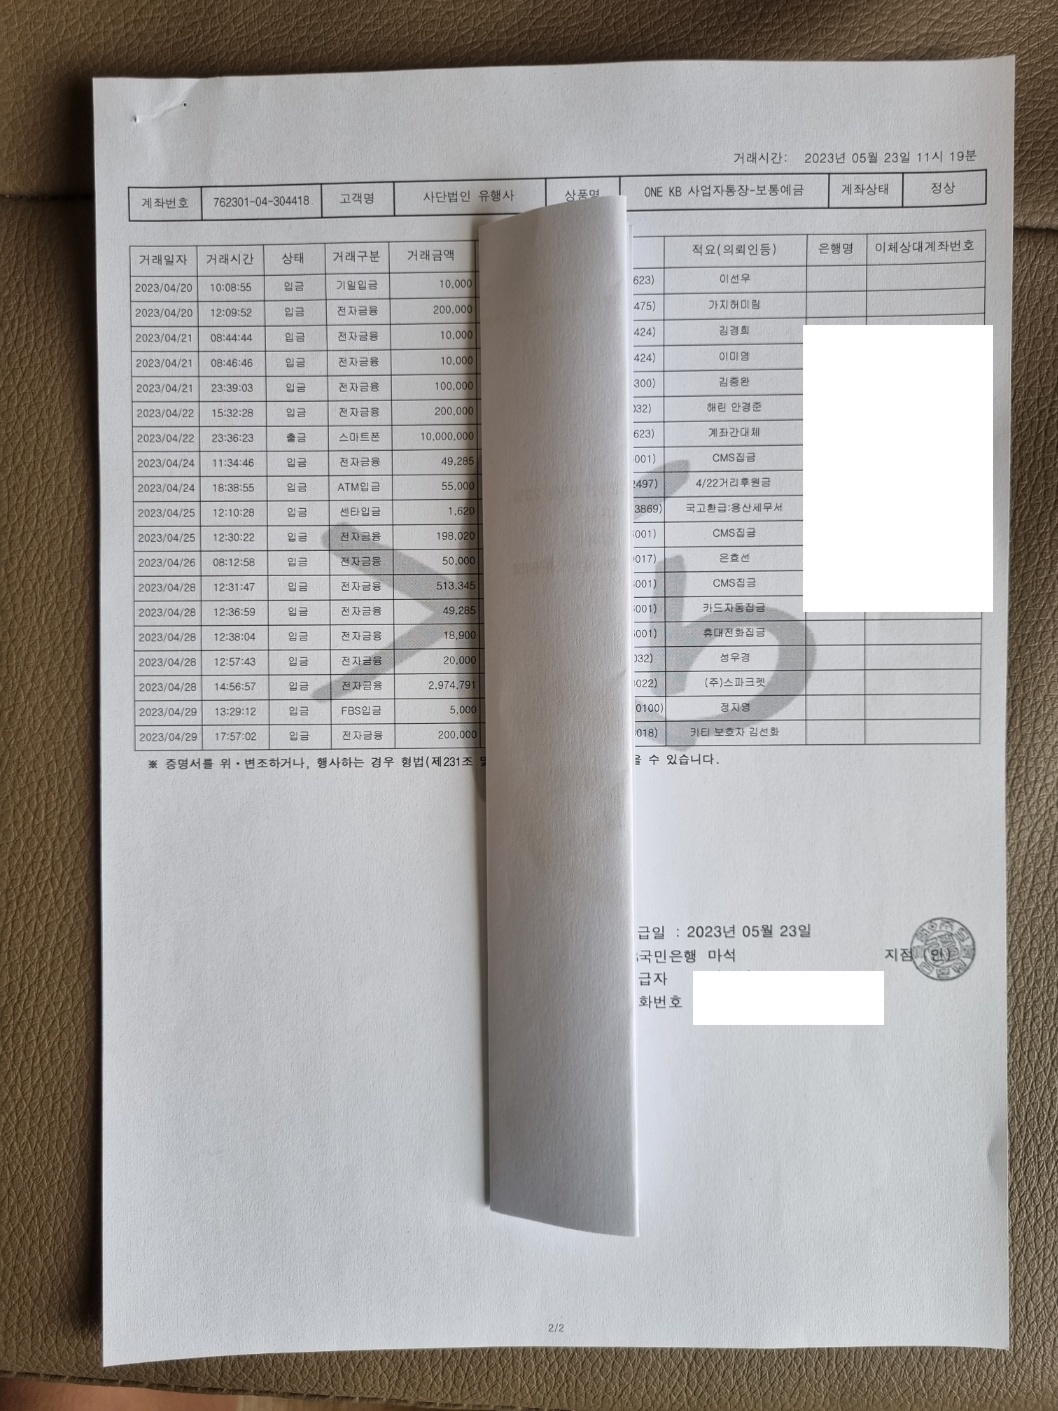 거래시간: 2023년 05월 23일 11시 19분
계좌번호 762301-04-304418 고객명 사단법인 유행사 상품명 ONE KB 사업자통장-보통예금 계좌상태 정상
거래일자 거래시간 상태 거래구분 거래금액 적요(의뢰인등) 은행명 이체상대계좌번호
2023/04/20 10:08:55 입금 기일입금 10,000 623) 이선우
2023/04/20 12:09:52 입금 전자금융 200,000 475) 가지허미림
2023/04/21 08:44:44 입금 전자금융 10,000 424) 김경희
2023/04/21 08:46:46 입금 전자금융 10,000 424) 이미영
2023/04/21 23:39:03 입금 전자금융 100,000 300) 김종완
2023/04/22 15:32:28 입금 전자금융 200,000 032) 해린 안경준
2023/04/22 23:36:23 출금 스마트폰 10,000,000 623) 계좌간대체
2023/04/24 11:34:46 입금 전자금융 49,285 001) CMS집금
2023/04/24 18:38:55 입금 ATM입금 55,000 2497) 4/22거리후원금
2023/04/25 12:10:28 입금 센타입금 1,620 3869) 국고환급:용산세무서
2023/04/25 12:30:22 입금 전자금융 198,020 001) CMS집금
2023/04/26 08:12:58 입금 전자금융 50,000 0017) 은효선
2023/04/28 12:31:47 입금 전자금융 513,345 001) CMS집금
2023/04/28 12:36:59 입금 전자금융 49,285 6001) 카드자동집금
2023/04/28 12:38:04 입금 전자금융 18,900 6001) 휴대전화집금
2023/04/28 12:57:43 입금 전자금융 20,000 032) 성우경
2023/04/28 14:56:57 입금 전자금융 2,974,791 0022) (주)스파크펫
2023/04/29 13:29:12 입금 FBS입금 5,000 0100) 정지영
2023/04/29 17:57:02 입금 전자금융 200,000 018) 키티 보호자 김선화
※ 증명서를 위·변조하거나, 행사하는 경우 형법(제231조 을 수 있습니다.
급일 : 2023년 05월 23일
국민은행 마석 지점 (인)
급자
화번호
2/2